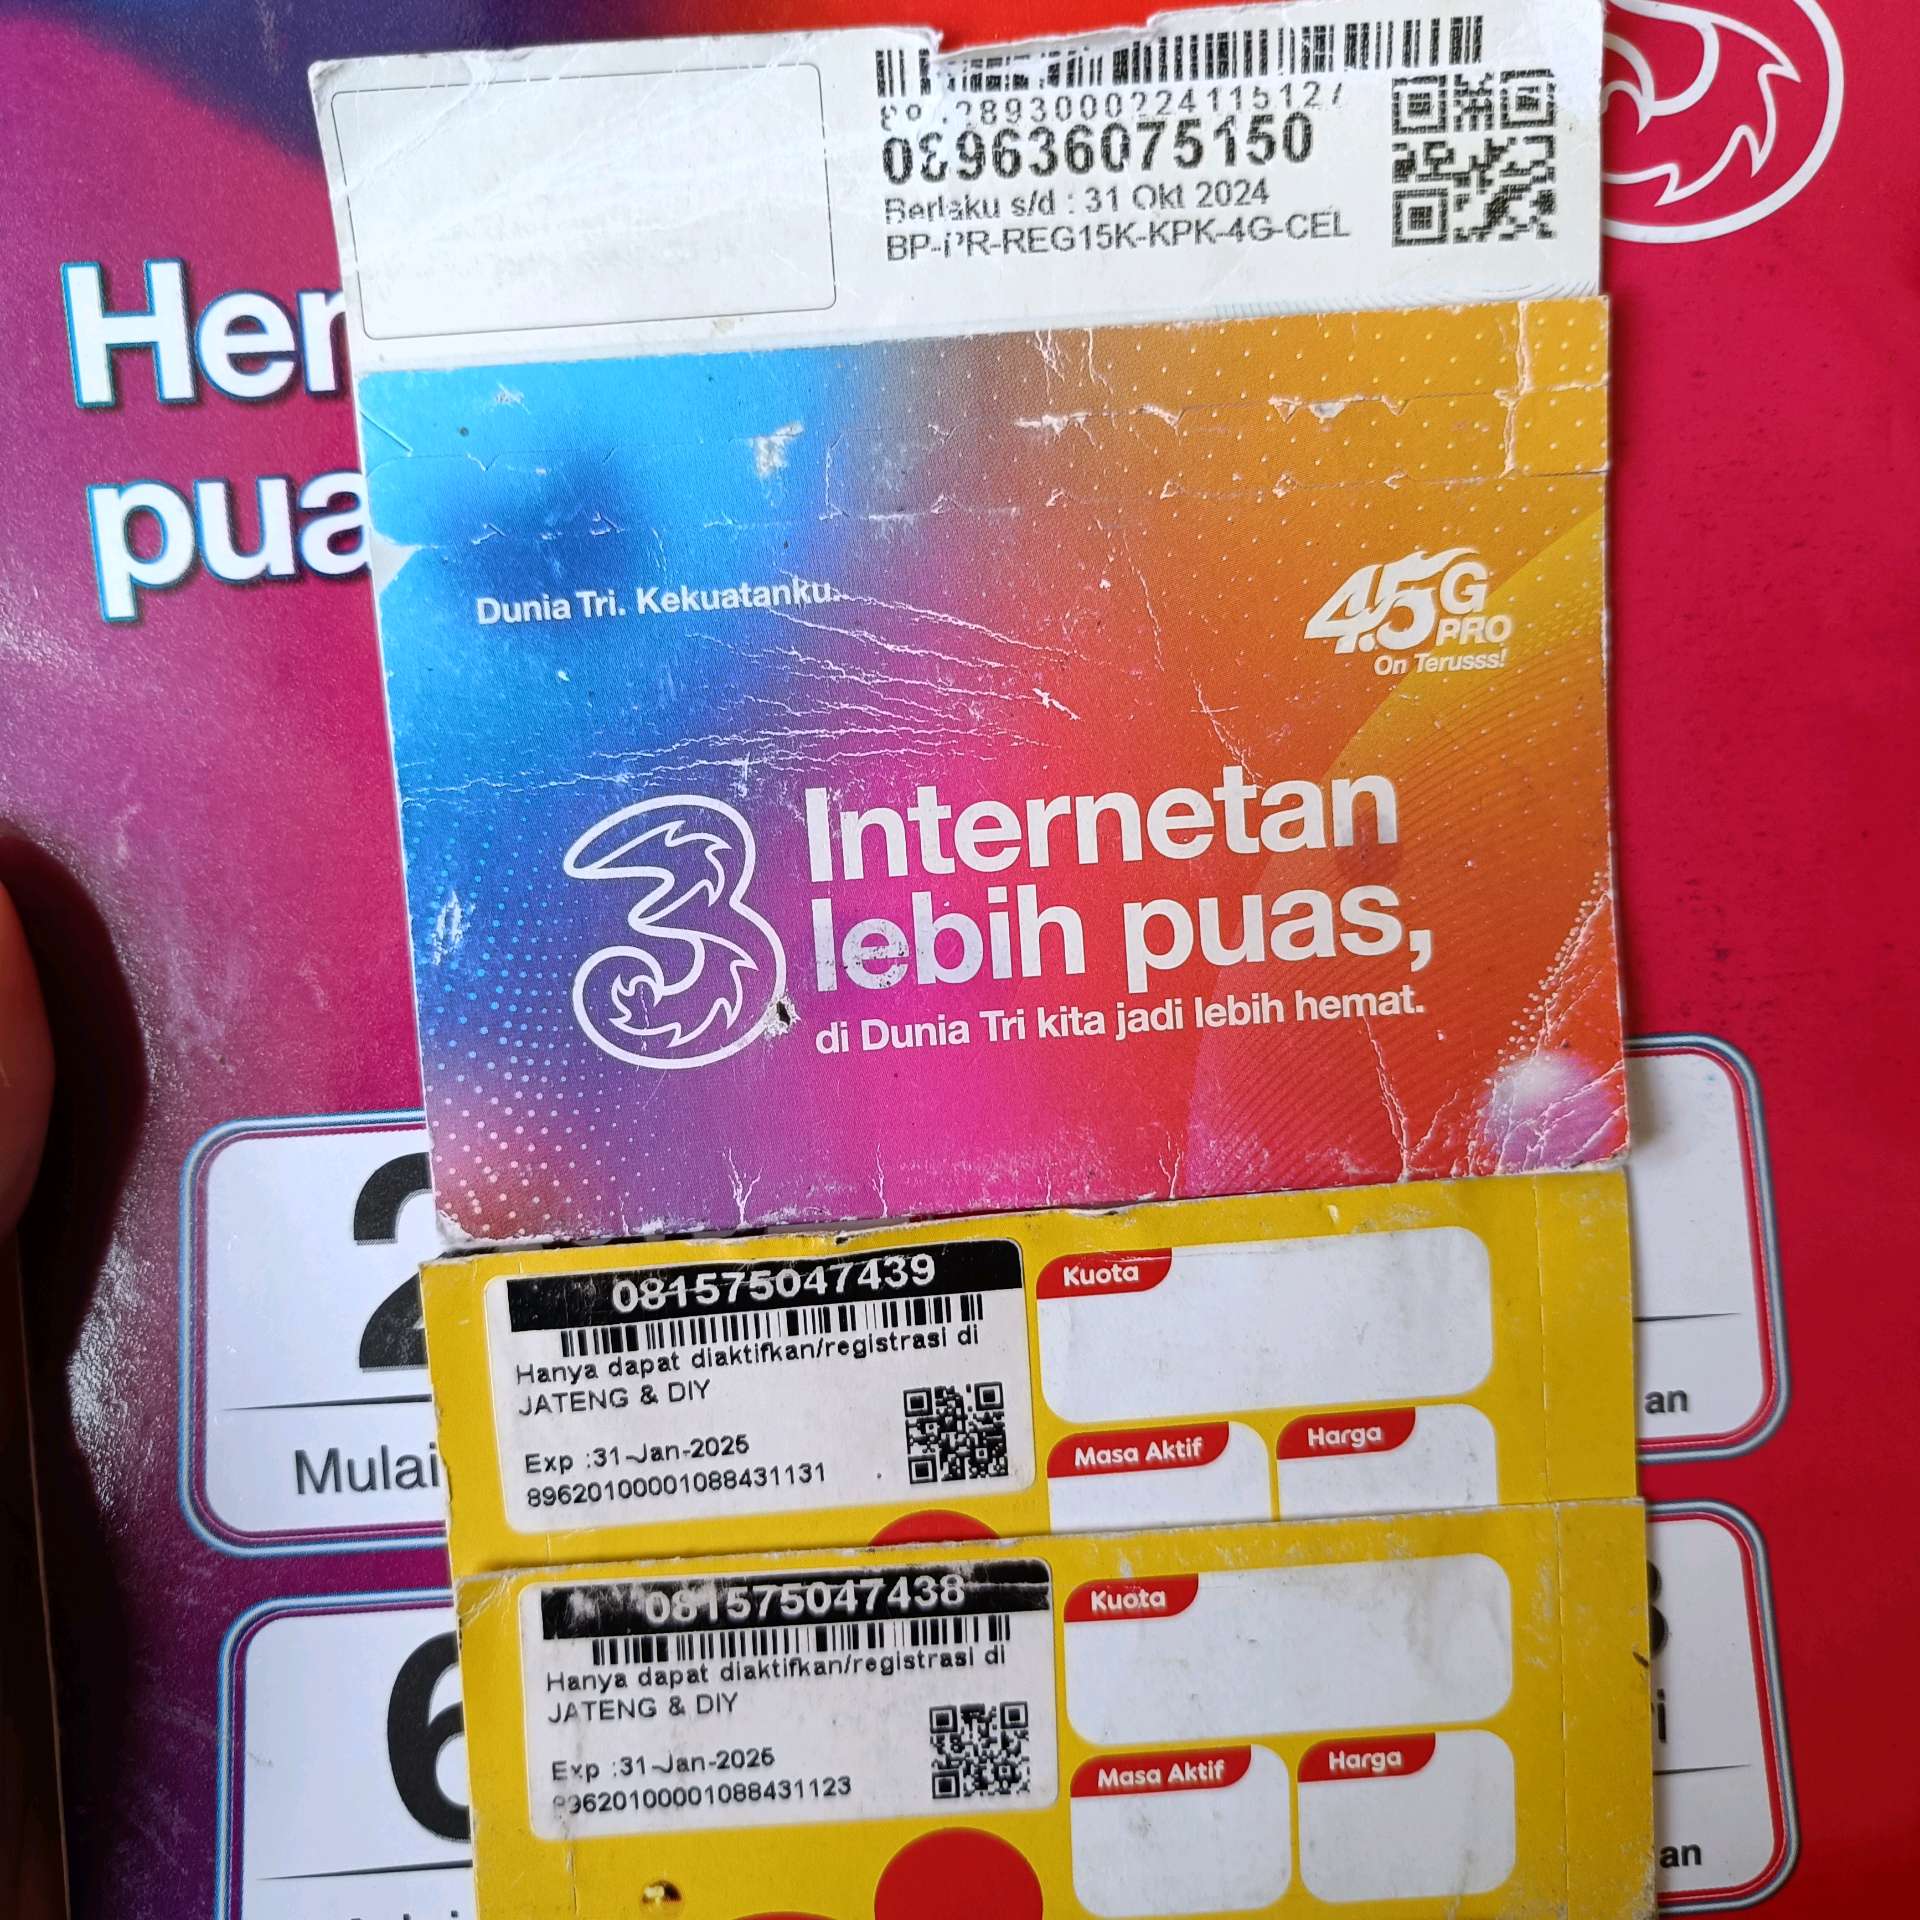 089636075150
Berlaku s/d : 31 Okt 2024
BP-PR-REG15K-KPK-4G-CEL
Dunia Tri. Kekuatanku.
4.5G
PRO
On Terusss!
3 Internetan
lebih puas,
di Dunia Tri kita jadi lebih hemat.
081575047439
Hanya dapat diaktifkan/registrasi di
JATENG & DIY
Exp :31-Jan-2025
89620100001088431131
Kuota
Masa Aktif
Harga
081575047438
Hanya dapat diaktifkan/registrasi di
JATENG & DIY
Exp :31-Jan-2025
89620100001088431123
Kuota
Masa Aktif
Harga
Mulai